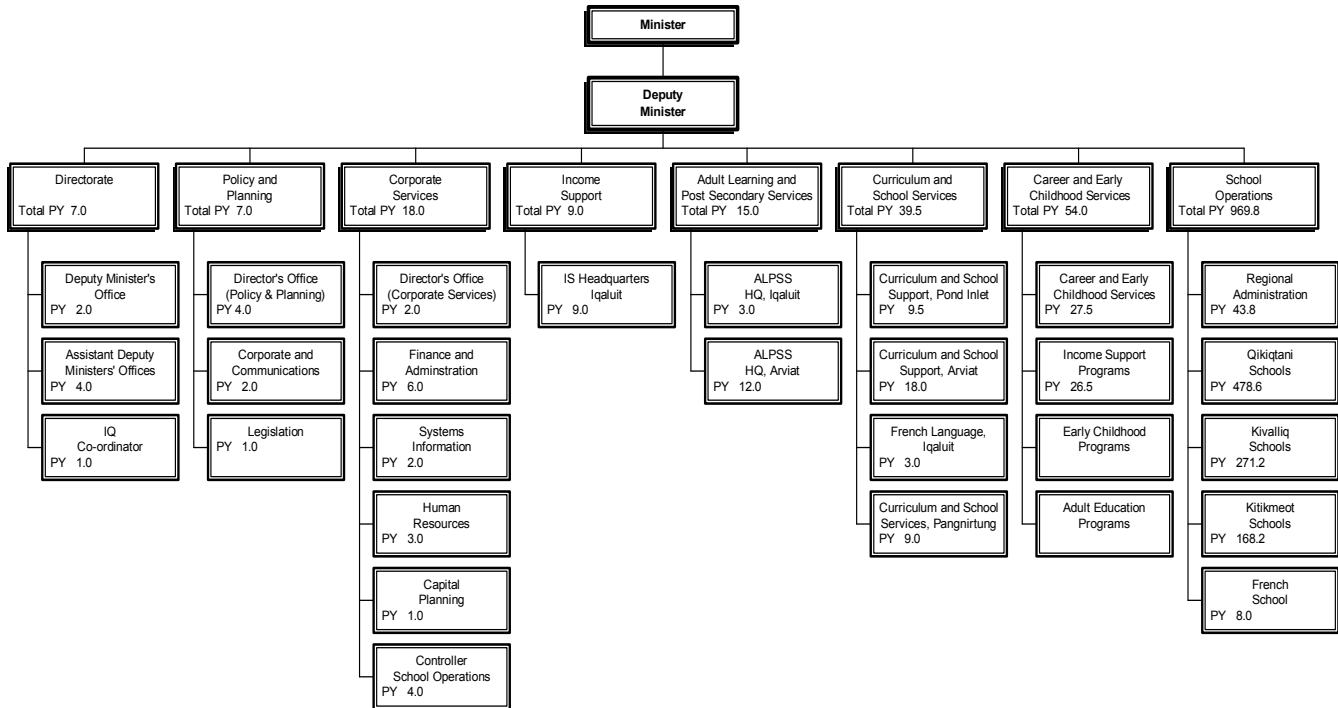 Minister
Deputy
Minister
Directorate
Total PY 7.0
Policy and
Planning
Total PY 7.0
Corporate
Services
Total PY 18.0
Income
Support
Total PY 9.0
Adult Learning and
Post Secondary Services
Total PY 15.0
Curriculum and
School Services
Total PY 39.5
Career and Early
Childhood Services
Total PY 54.0
School
Operations
Total PY 969.8
Deputy Minister's
Office
PY 2.0
Assistant Deputy
Ministers' Offices
PY 4.0
IQ
Co-ordinator
PY 1.0
Director's Office
(Policy & Planning)
PY 4.0
Corporate and
Communications
PY 2.0
Legislation
PY 1.0
Director's Office
(Corporate Services)
PY 2.0
Finance and
Adminstration
PY 6.0
Systems
Information
PY 2.0
Human
Resources
PY 3.0
Capital
Planning
PY 1.0
Controller
School Operations
PY 4.0
IS Headquarters
Iqaluit
PY 9.0
ALPSS
HQ, Iqaluit
PY 3.0
ALPSS
HQ, Arviat
PY 12.0
Curriculum and School
Support, Pond Inlet
PY 9.5
Curriculum and School
Support, Arviat
PY 18.0
French Language,
Iqaluit
PY 3.0
Curriculum and School
Services, Pangnirtung
PY 9.0
Career and Early
Childhood Services
PY 27.5
Income Support
Programs
PY 26.5
Early Childhood
Programs
Adult Education
Programs
Regional
Administration
PY 43.8
Qikiqtani
Schools
PY 478.6
Kivalliq
Schools
PY 271.2
Kitikmeot
Schools
PY 168.2
French
School
PY 8.0